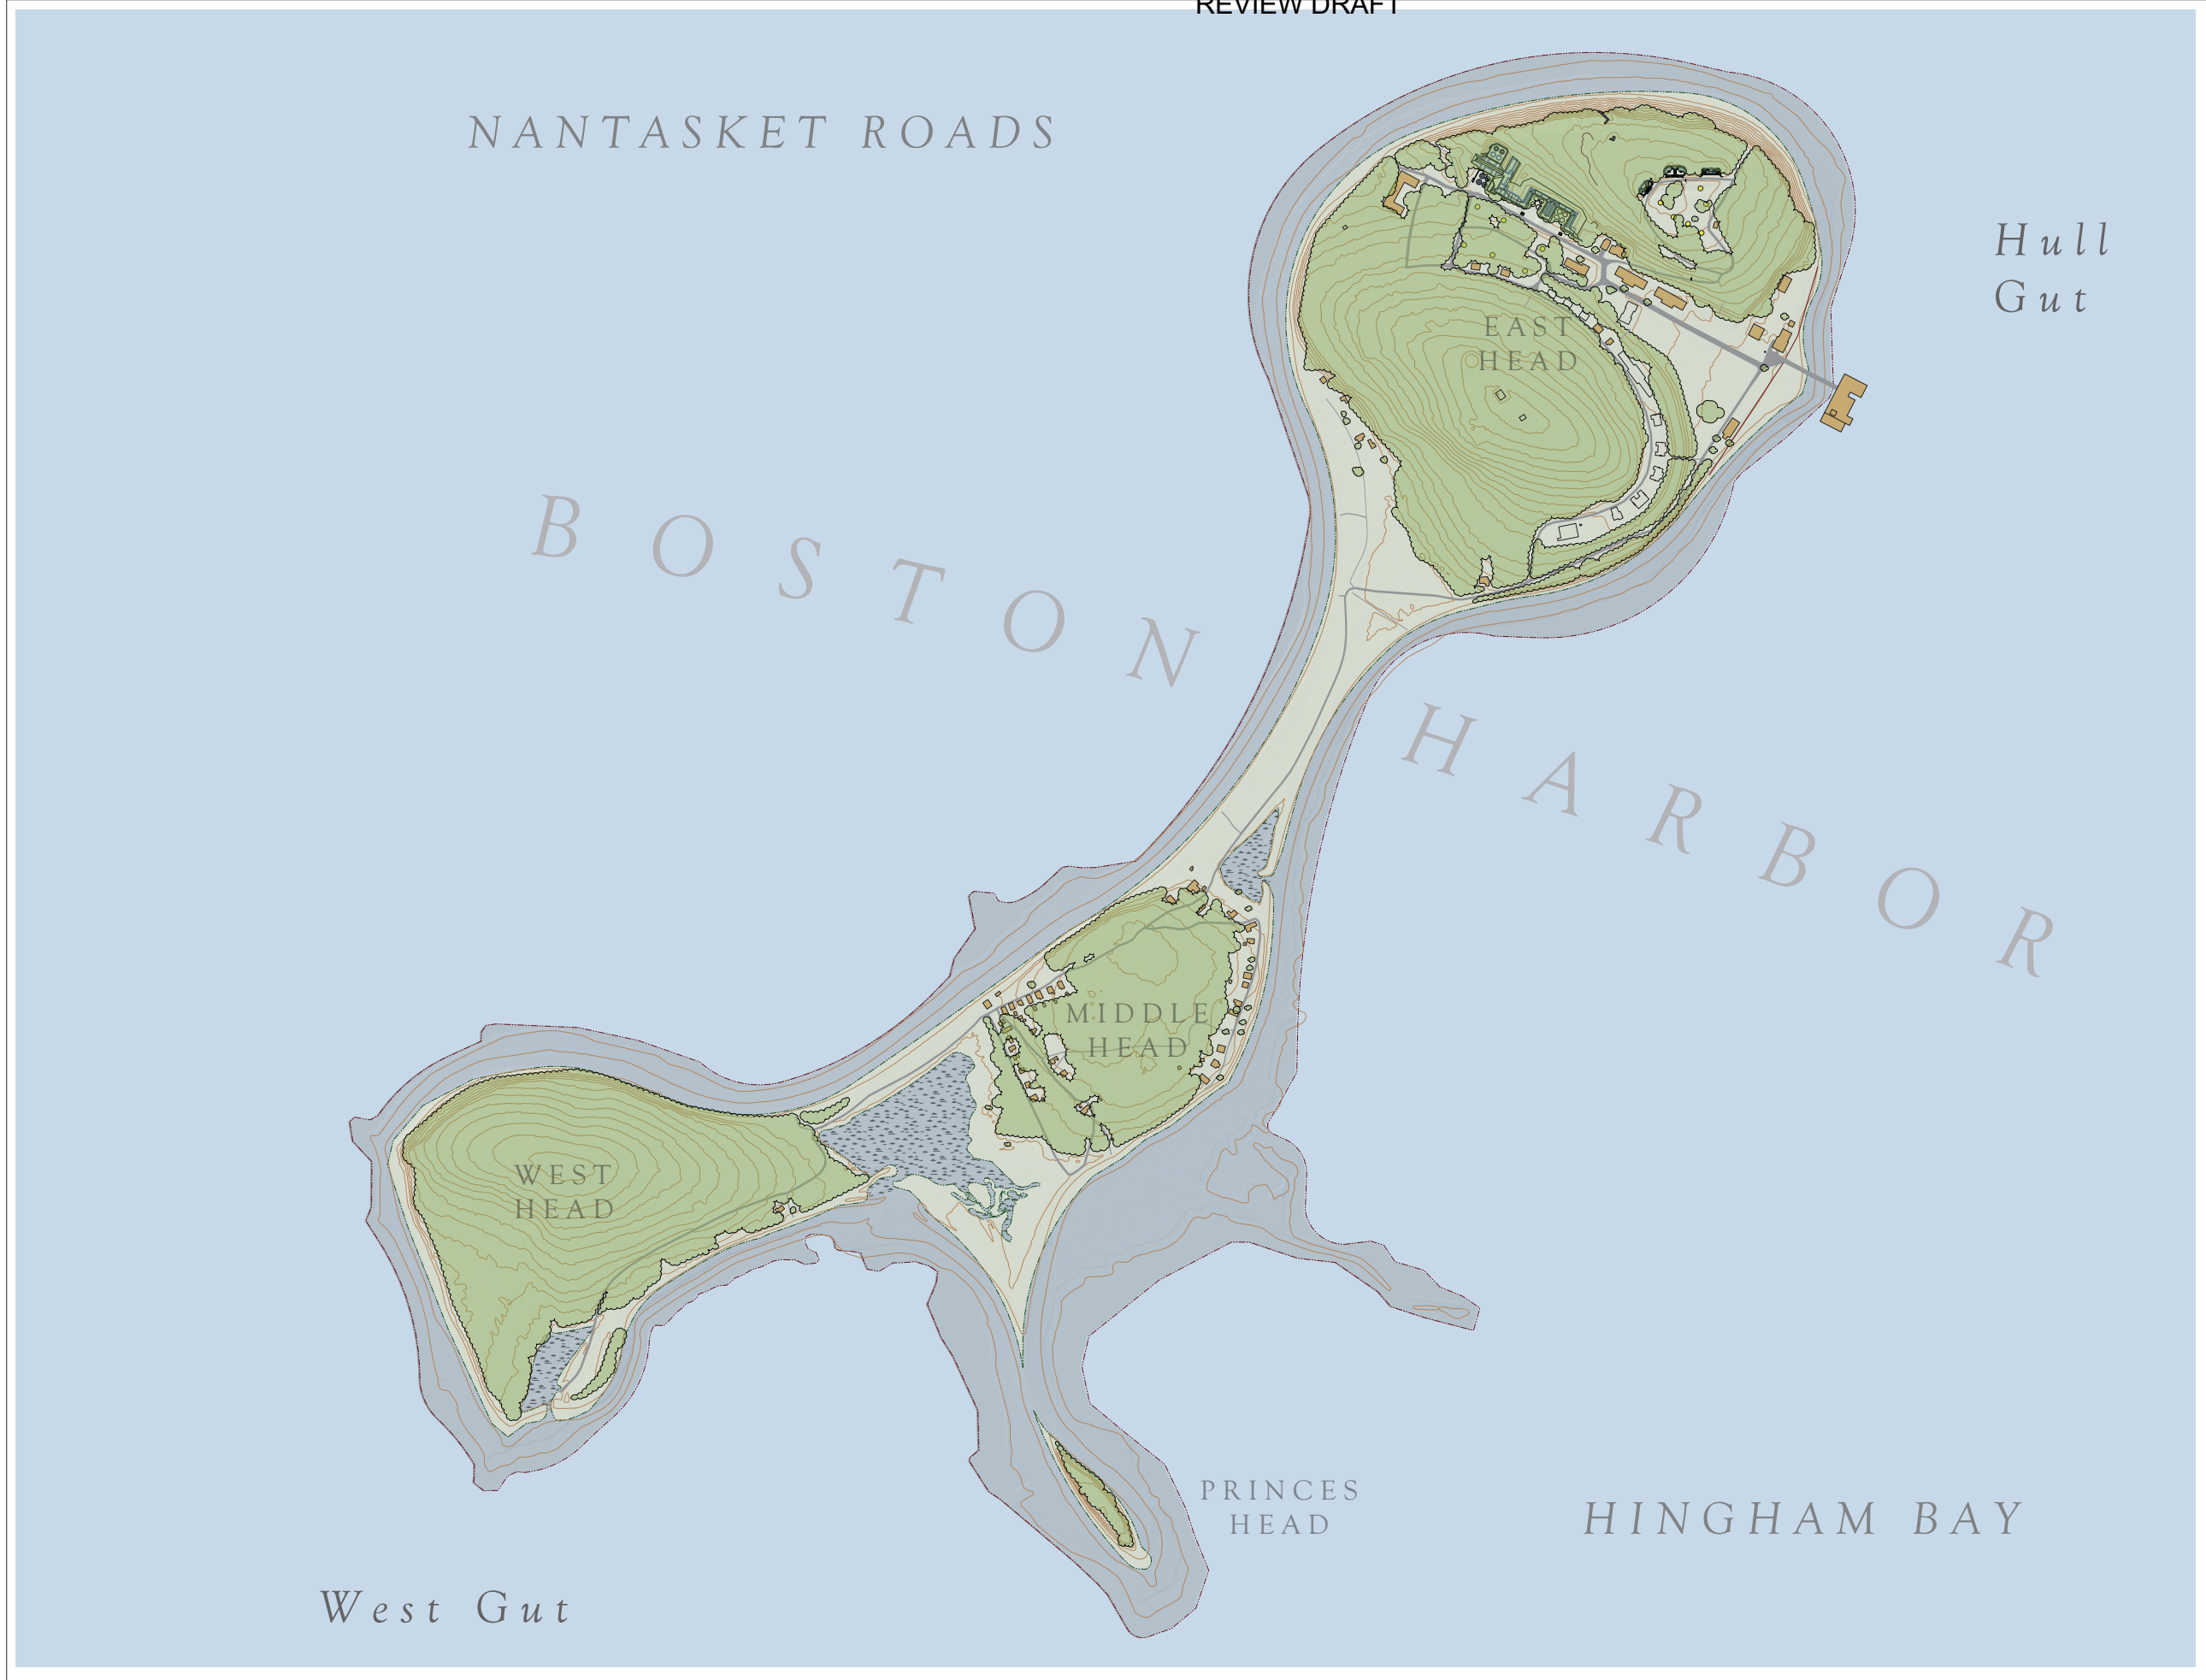 REVIEW DRAFT
NANTASKET ROADS
Hull
Gut
EAST
HEAD
BOSTON HARBOR
MIDDLE
HEAD
WEST
HEAD
PRINCES
HEAD
HINGHAM BAY
West Gut